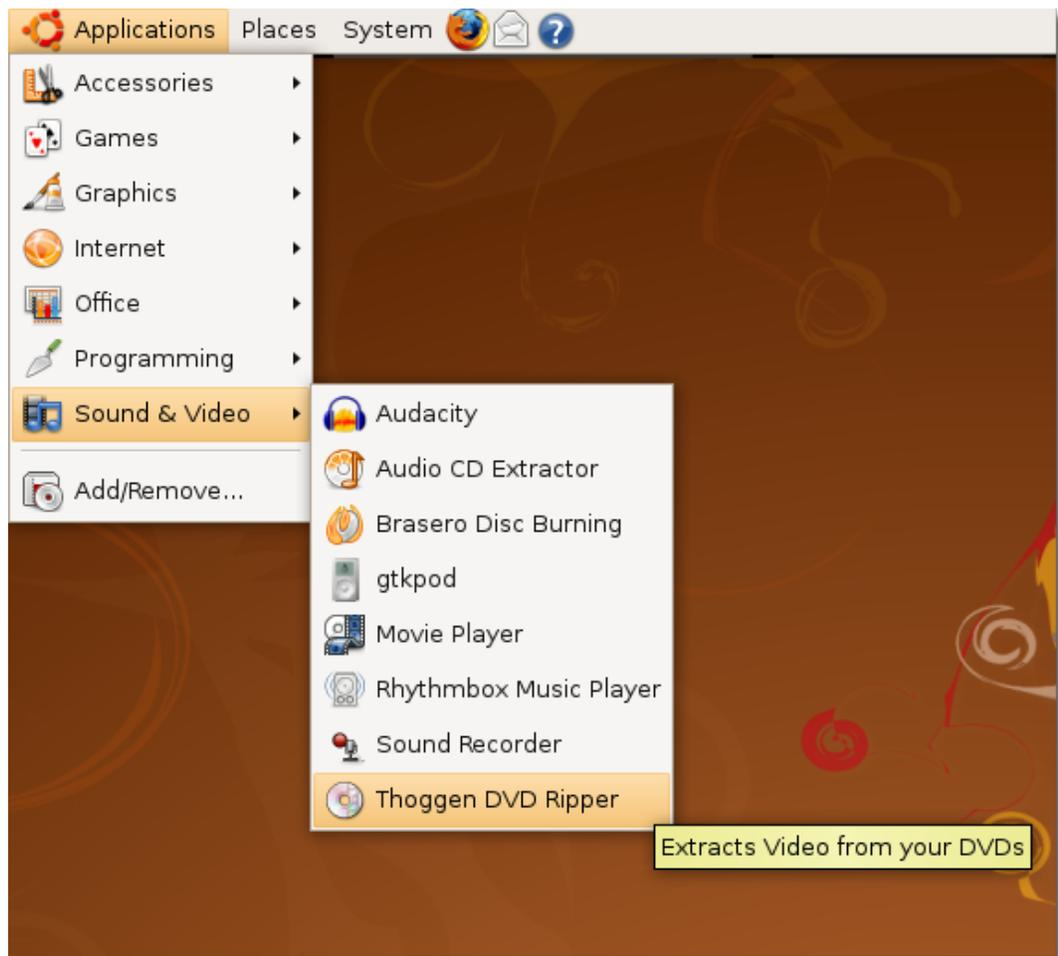 Applications Places System
Accessories
Games
Graphics
Internet
Office
Programming
Sound & Video
Add/Remove...
Audacity
Audio CD Extractor
Brasero Disc Burning
gtkpod
Movie Player
Rhythmbox Music Player
Sound Recorder
Thoggen DVD Ripper
Extracts Video from your DVDs